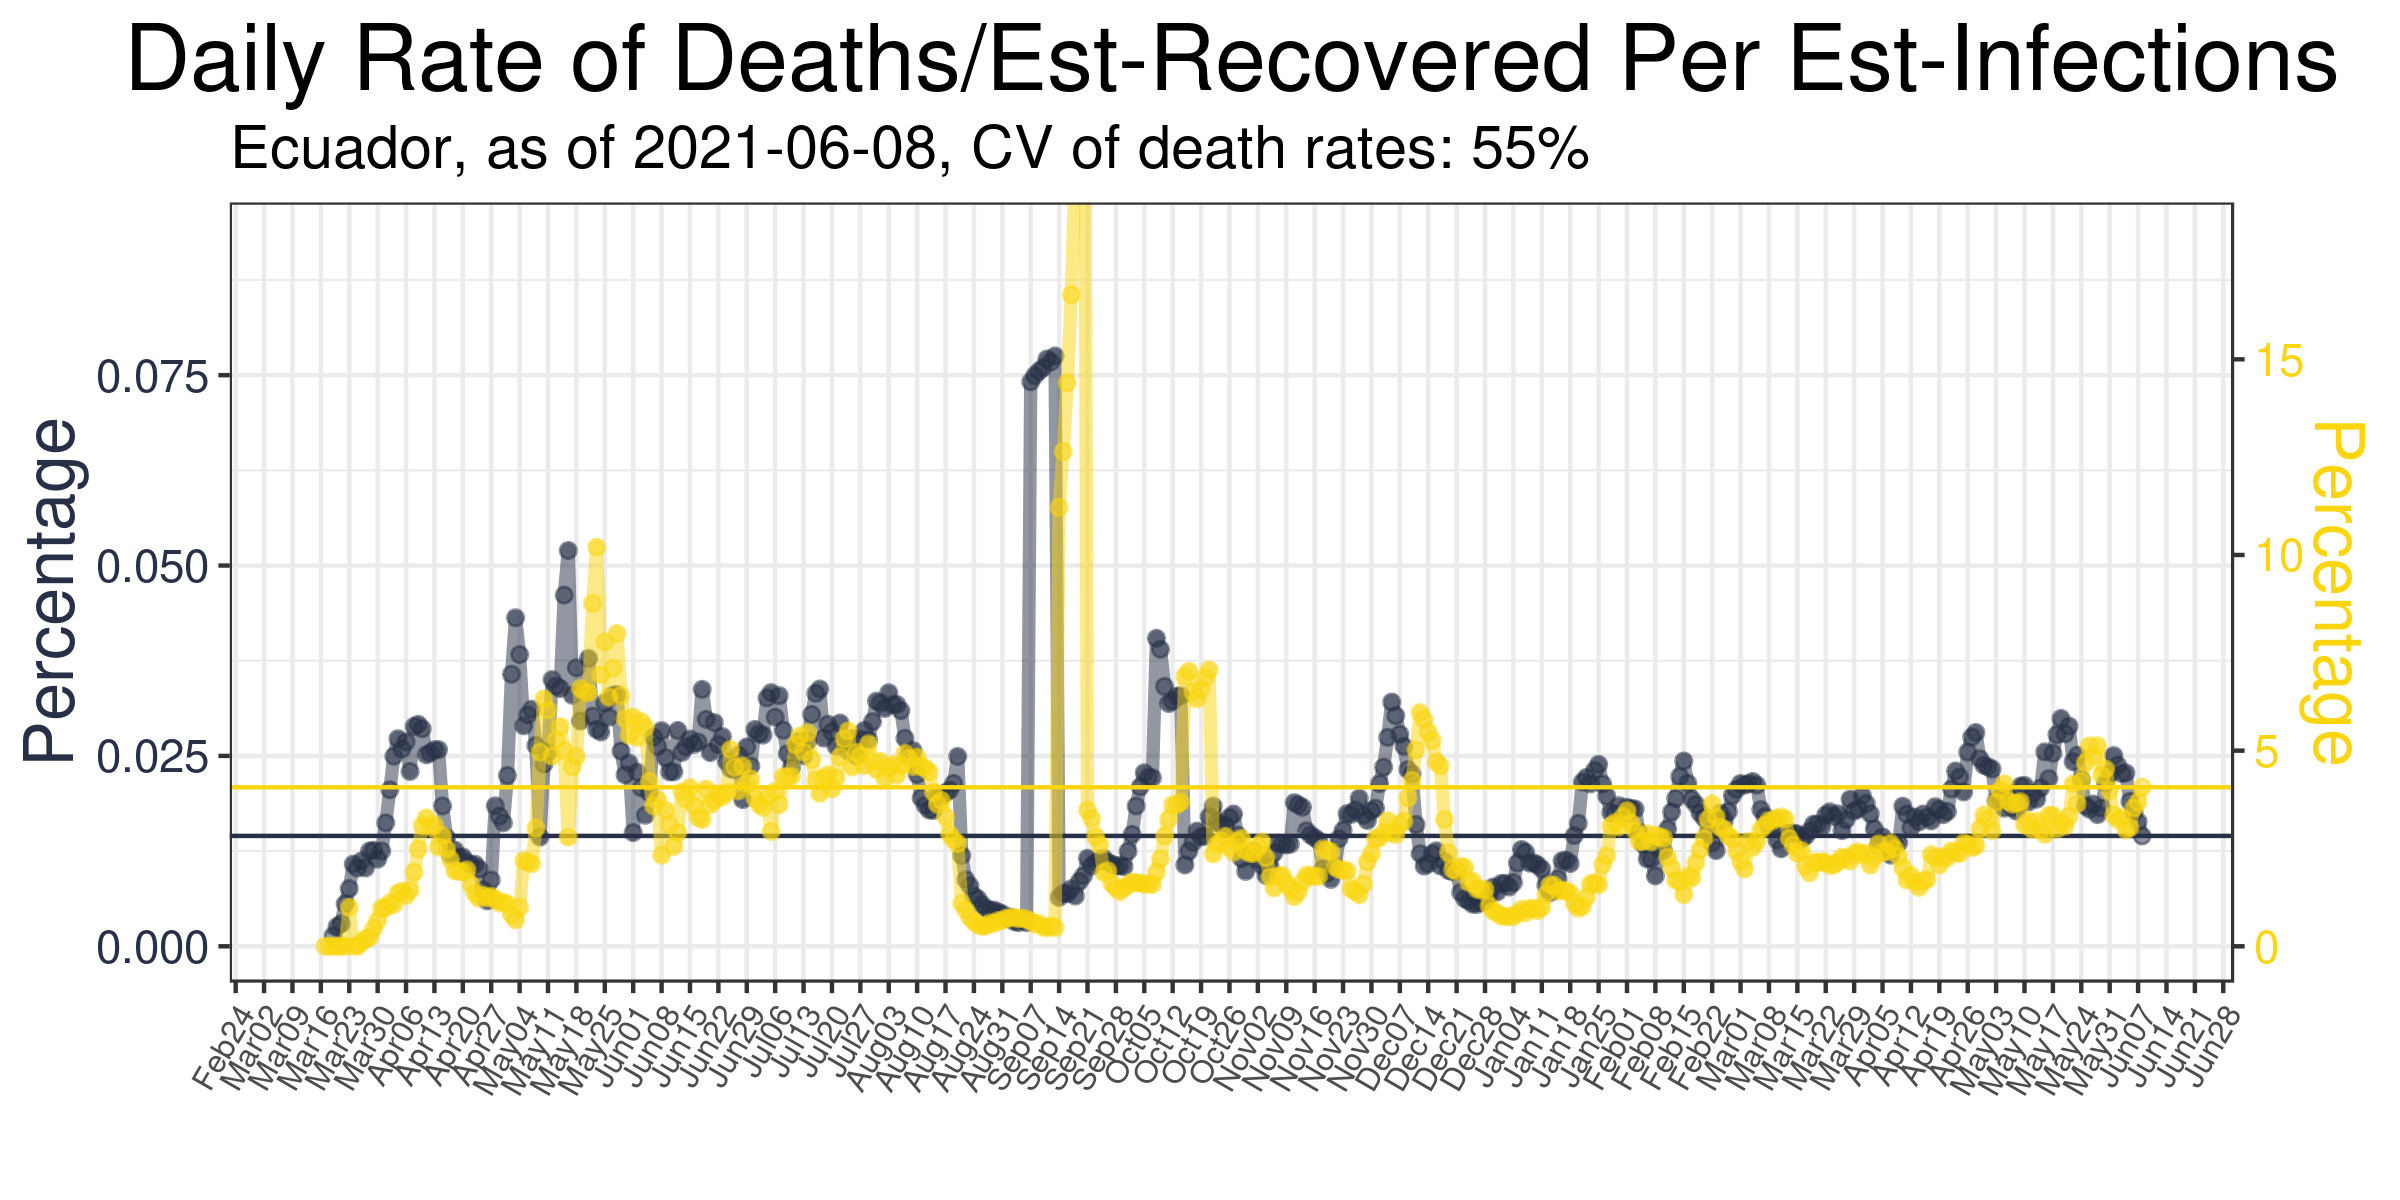 Daily Rate of Deaths/Est-Recovered Per Est-Infections
Ecuador, as of 2021-06-08, CV of death rates: 55%
Percentage
0.075
0.050
0.025
0.000
15
10
5
0
Percentage
Feb24
Mar02
Mar09
Mar16
Mar23
Mar30
Apr06
Apr13
Apr20
Apr27
May04
May11
May18
May25
Jun01
Jun08
Jun15
Jun22
Jun29
Jul06
Jul13
Jul20
Jul27
Aug03
Aug10
Aug17
Aug24
Aug31
Sep07
Sep14
Sep21
Sep28
Oct05
Oct12
Oct19
Oct26
Nov02
Nov09
Nov16
Nov23
Nov30
Dec07
Dec14
Dec21
Dec28
Jan04
Jan11
Jan18
Jan25
Feb01
Feb08
Feb15
Feb22
Mar01
Mar08
Mar15
Mar22
Mar29
Apr05
Apr12
Apr19
Apr26
May03
May10
May17
May24
May31
Jun07
Jun14
Jun21
Jun28